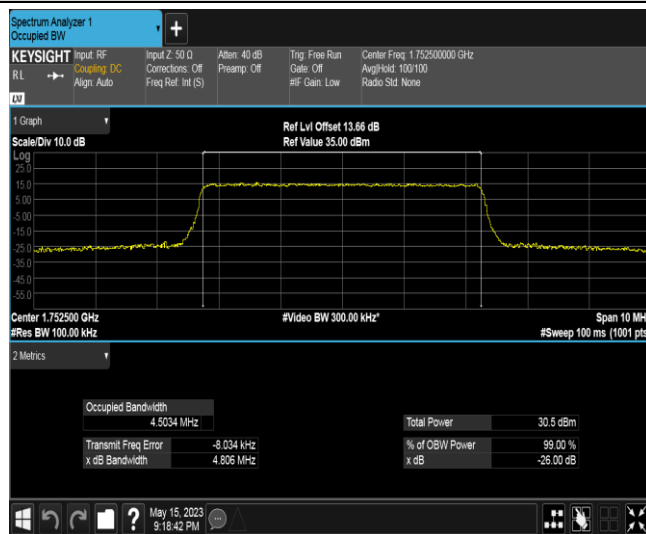 Spectrum Analyzer 1
Occupied BW
KEYSIGHT Input: RF Input Z: 50 Ω Atten: 40 dB Trig: Free Run Center Freq: 1.752500000 GHz
RL Coupling: DC Corrections: Off Preamp: Off Gate: Off Avg|Hold: 100/100
Align: Auto Freq Ref: Int (S) #IF Gain: Low Radio Std: None
LXI
1 Graph
Ref Lvl Offset 13.66 dB
Scale/Div 10.0 dB Ref Value 35.00 dBm
Log
25.0
15.0
5.00
-5.00
-15.0
-25.0
-35.0
-45.0
-55.0
Center 1.752500 GHz #Video BW 300.00 kHz* Span 10 MH
#Res BW 100.00 kHz #Sweep 100 ms (1001 pts
2 Metrics
Occupied Bandwidth
4.5034 MHz Total Power 30.5 dBm
Transmit Freq Error -8.034 kHz % of OBW Power 99.00 %
x dB Bandwidth 4.806 MHz x dB -26.00 dB
May 15, 2023
9:18:42 PM